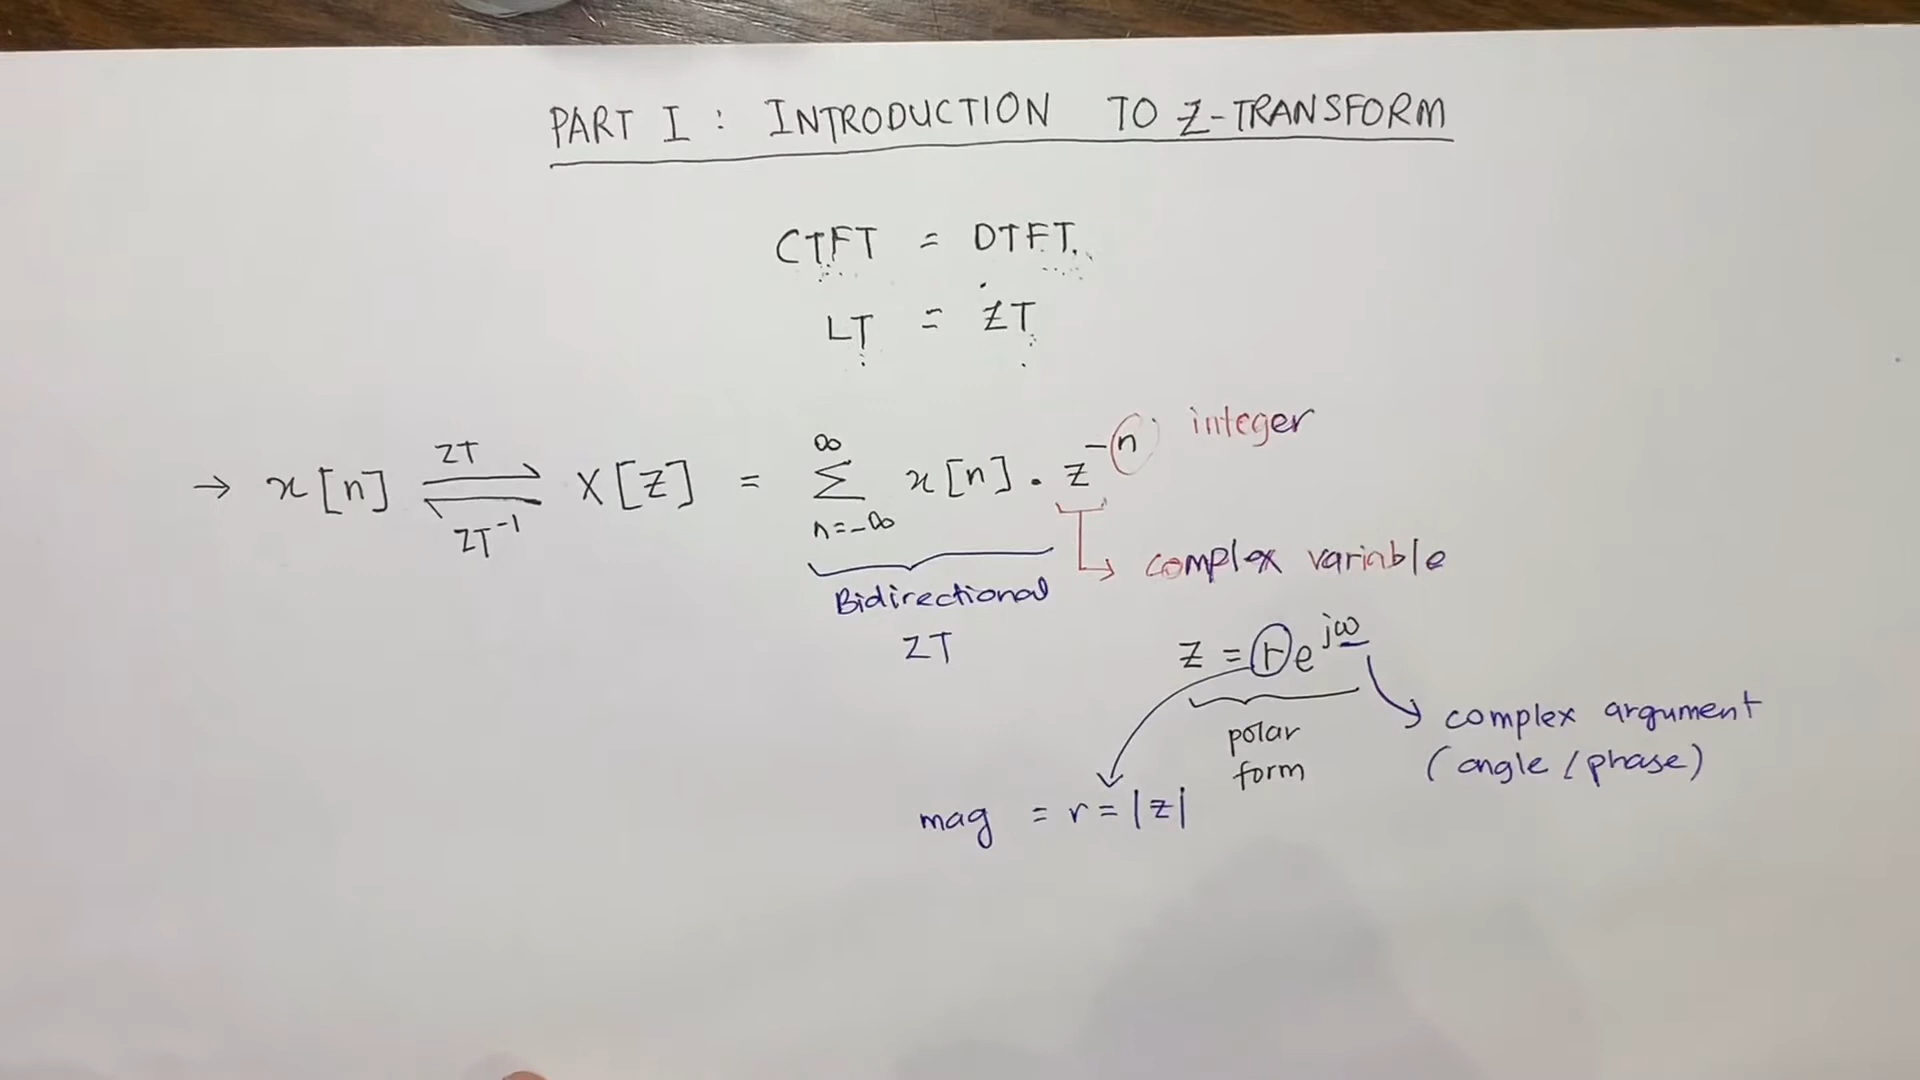 PART I : INTRODUCTION TO Z-TRANSFORM
CTFT = DTFT
LT = ZT
→ x[n] ZT ⇌ ZT⁻¹ X[Z] = ∞ Σ n=-∞ x[n] . z^-n integer
Bidirectional
ZT
complex variable
z = re^jω
polar
form
complex argument
(angle / phase)
mag = r = |z|